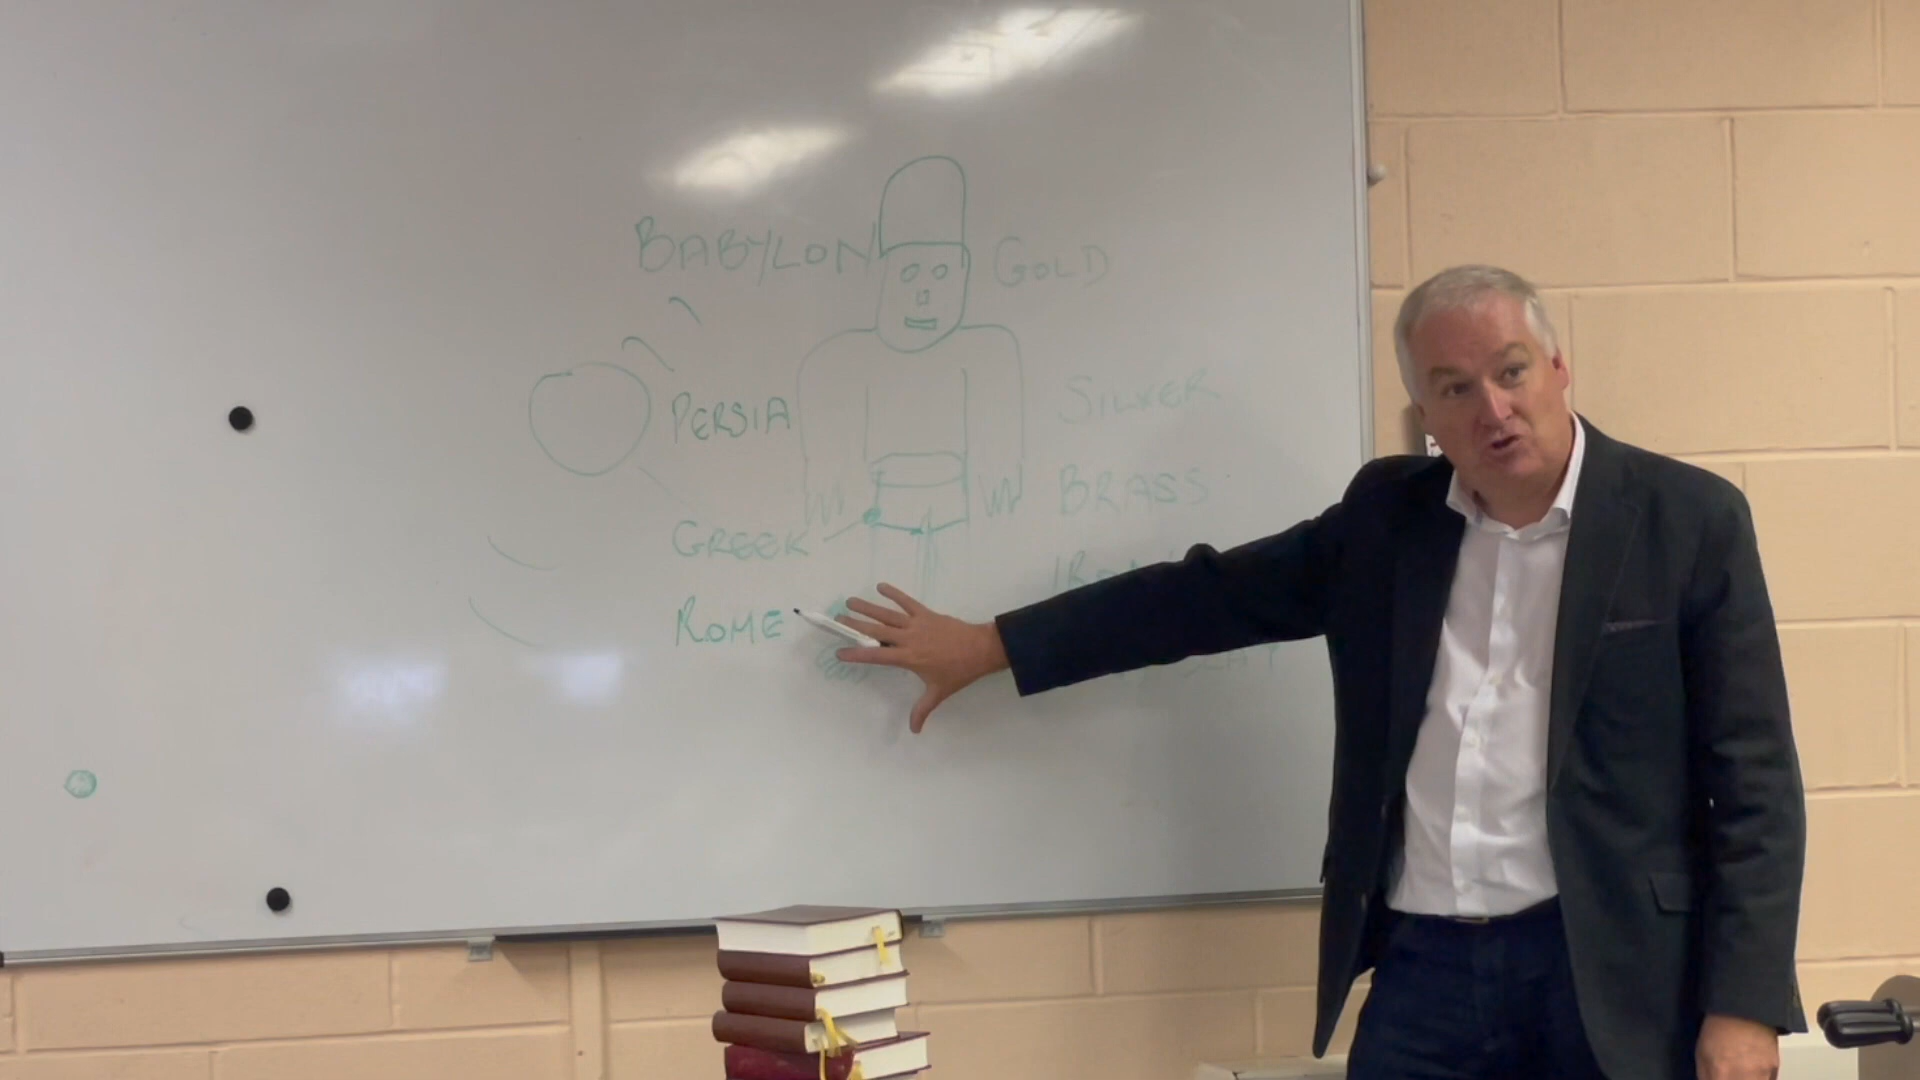 BABYLON GOLD
PERSIA SILVER
BRASS
GREEK
ROME